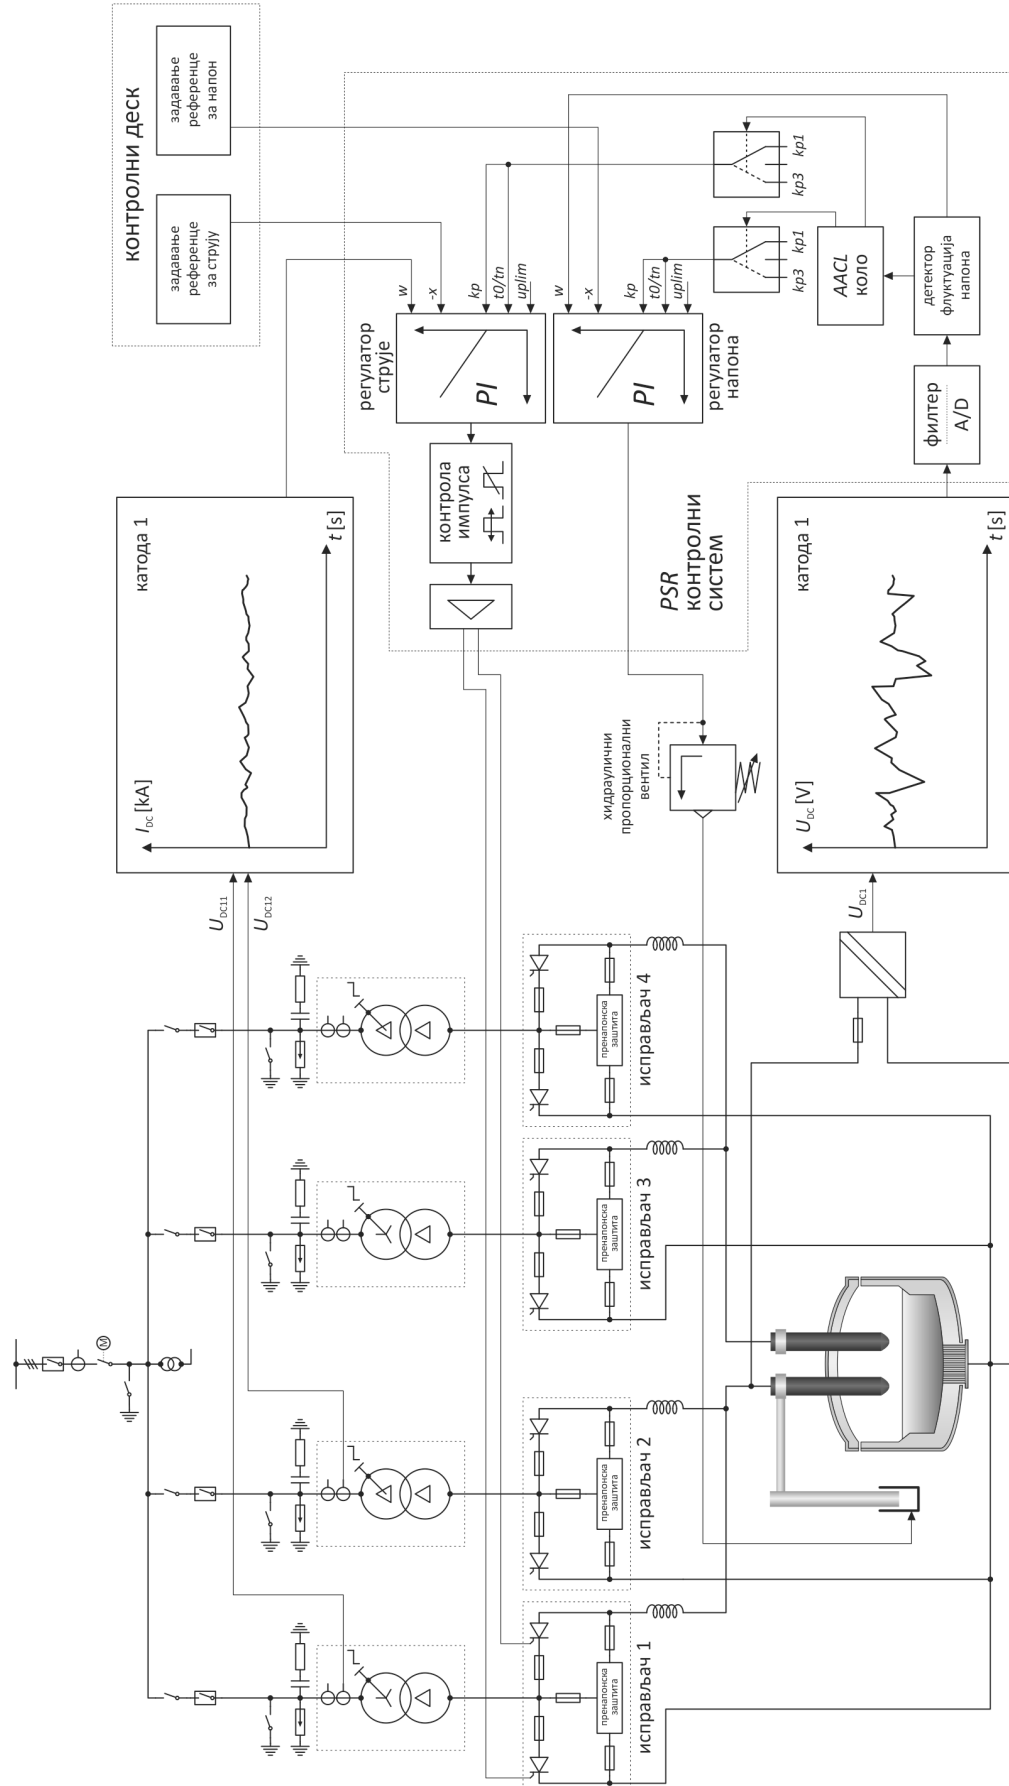 контролни деск
задавање
референце
за струју
задавање
референце
за напон
I_DC [kA]
катода 1
t [s]
U_DC11
U_DC12
регулатор
струје
w
-x
kp
t0/tn
uplim
PI
контрола
импулса
регулатор
напона
w
-x
kp
t0/tn
uplim
PI
kp3
kp1
kp3
kp1
AACL
коло
детектор
флуктуација
напона
филтер
A/D
PSR
контролни
систем
хидраулични
пропорционални
вентил
U_DC [V]
катода 1
t [s]
U_DC1
M
пренапонска
заштита
исправљач 1
пренапонска
заштита
исправљач 2
пренапонска
заштита
исправљач 3
пренапонска
заштита
исправљач 4